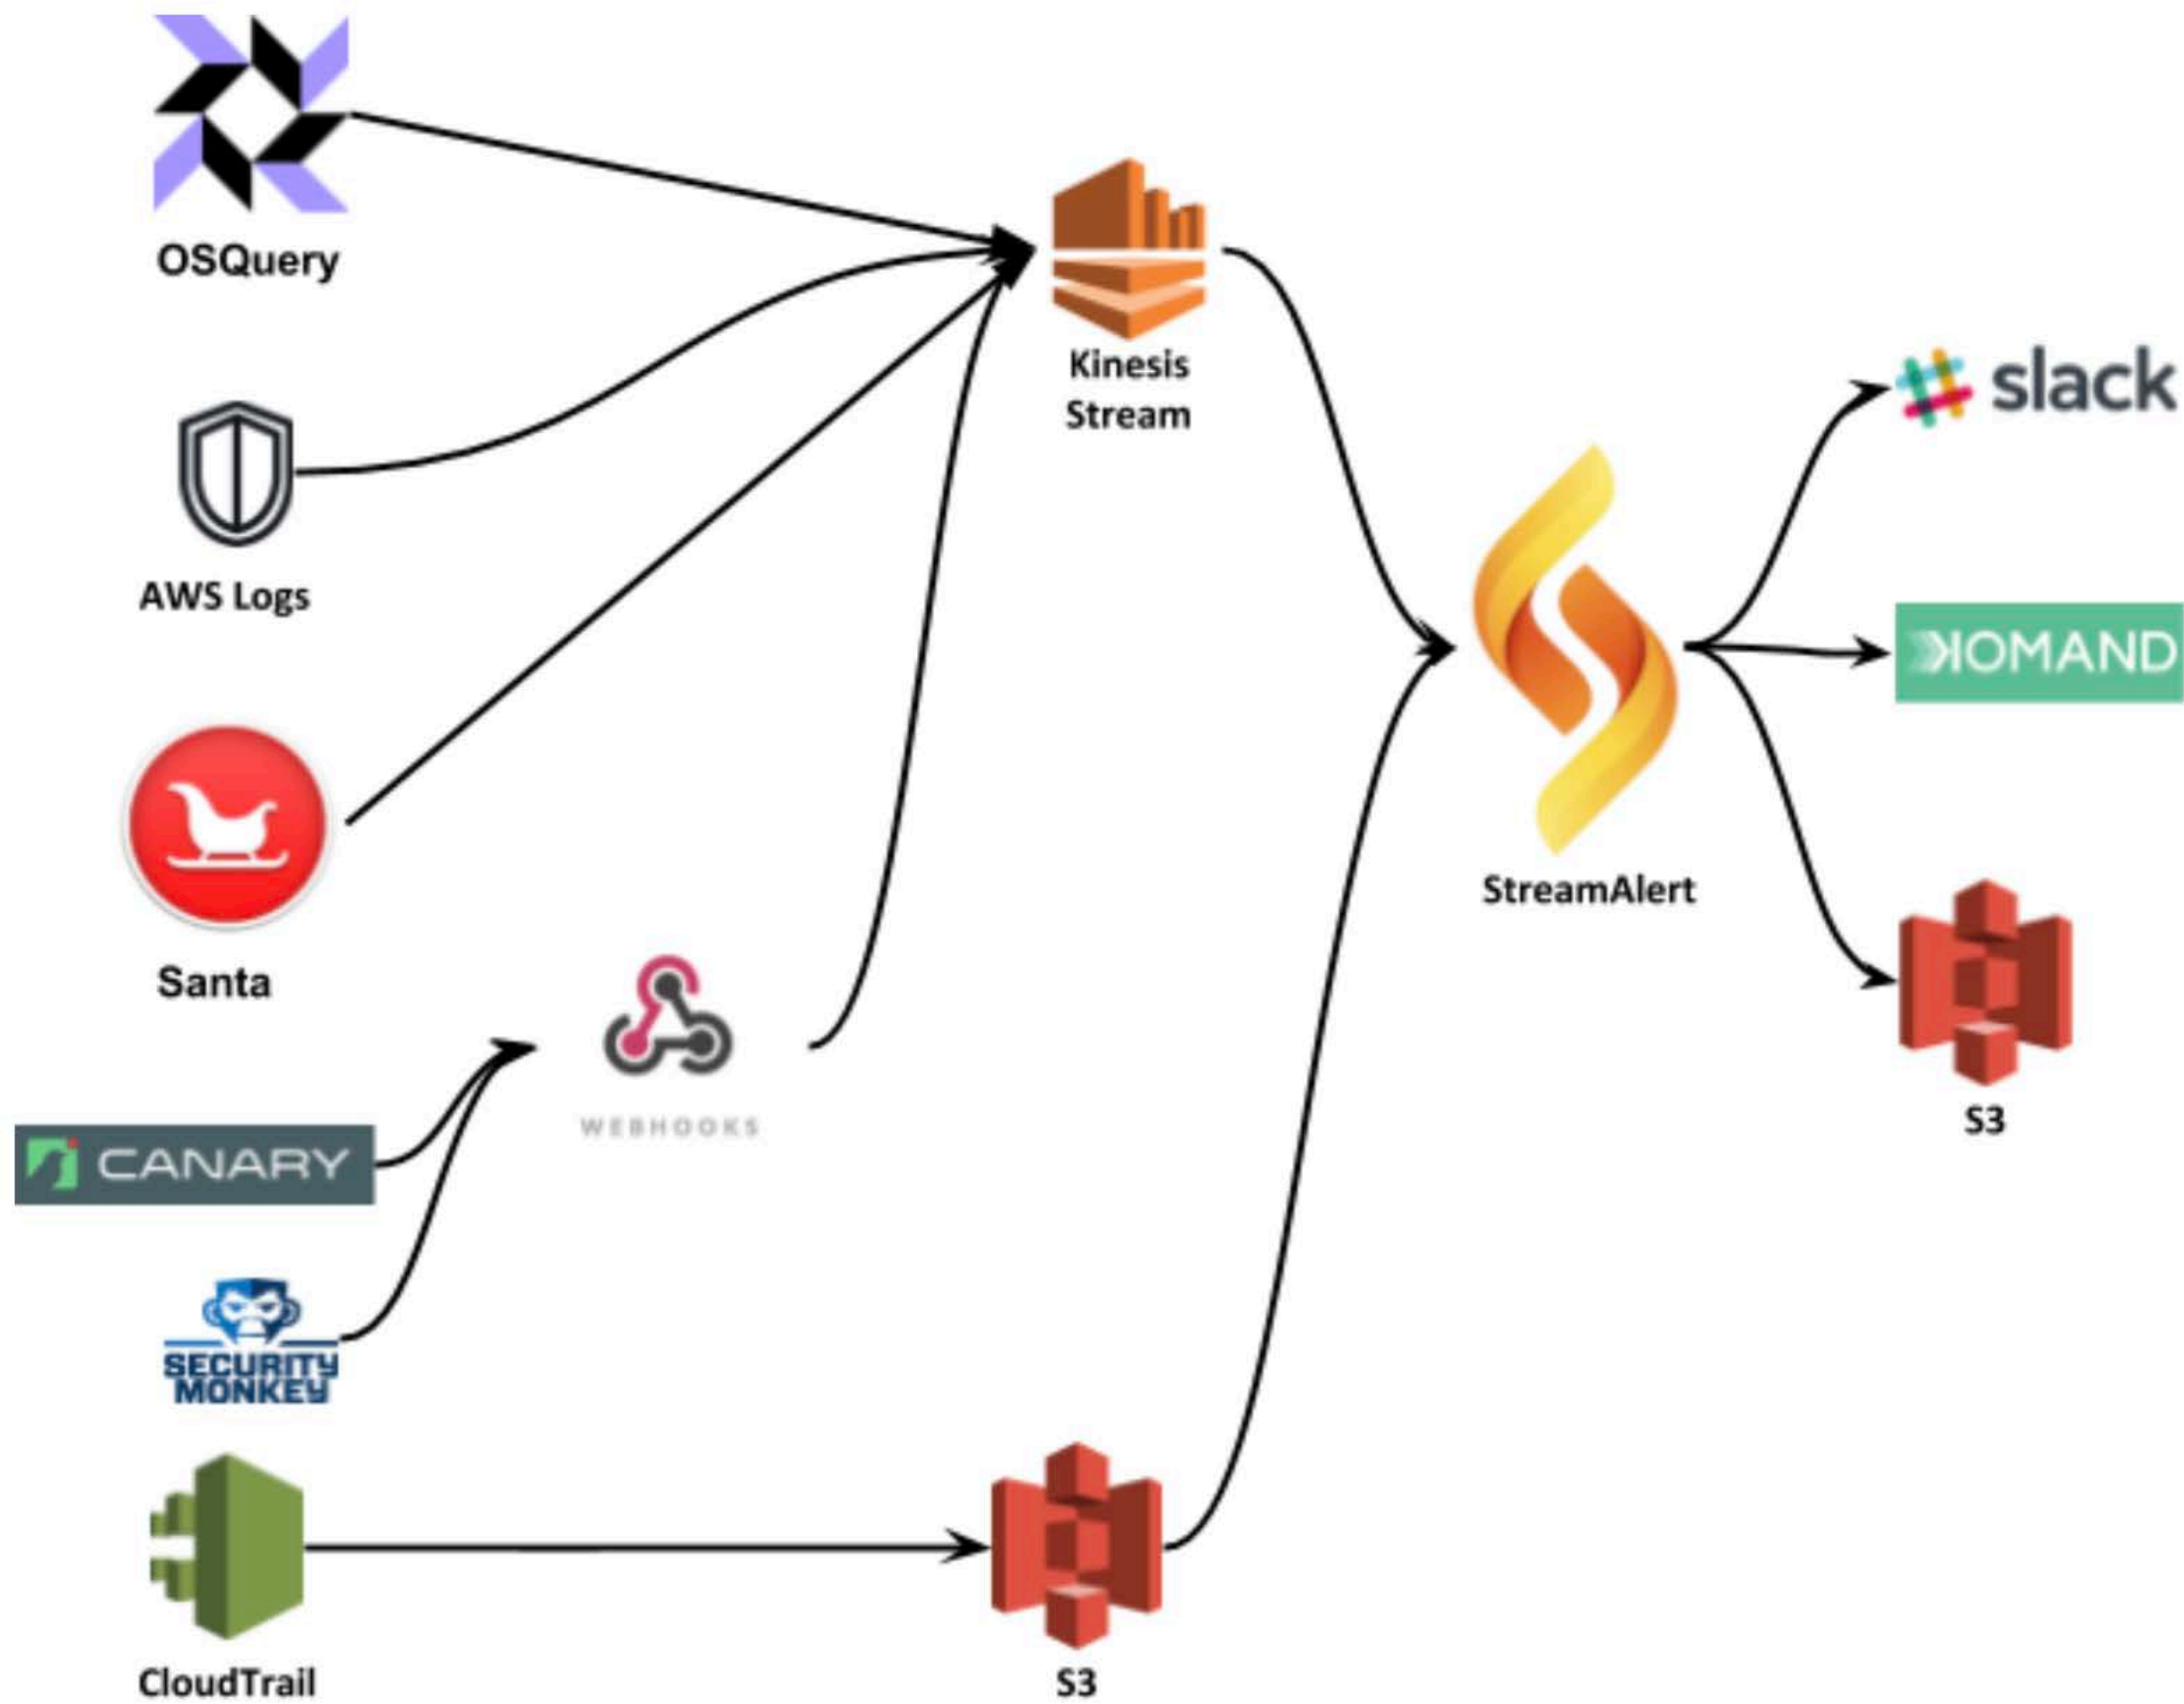 OSQuery
Kinesis
Stream
slack
AWS Logs
KOMAND
StreamAlert
Santa
WEBHOOKS
S3
CANARY
SECURITY
MONKEY
CloudTrail
S3